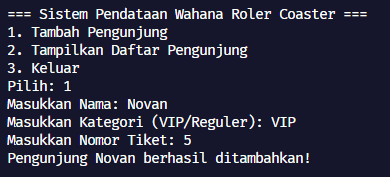 === Sistem Pendataan Wahana Roler Coaster ===
1. Tambah Pengunjung
2. Tampilkan Daftar Pengunjung
3. Keluar
Pilih: 1
Masukkan Nama: Novan
Masukkan Kategori (VIP/Reguler): VIP
Masukkan Nomor Tiket: 5
Pengunjung Novan berhasil ditambahkan!